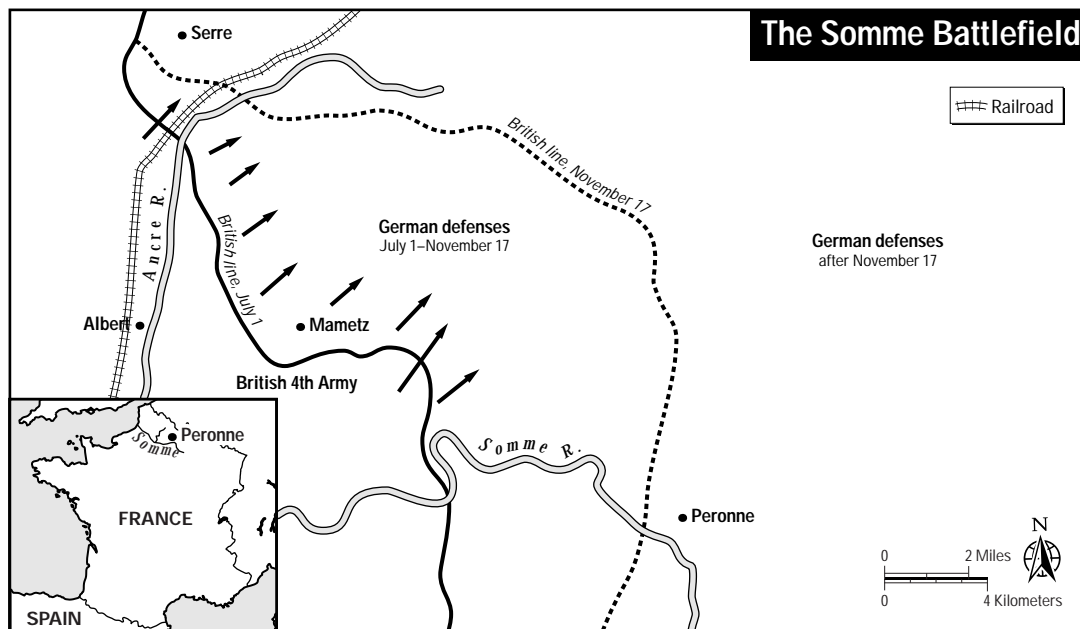 The Somme Battlefield
Serre
Railroad
British line, November 17
Ancre R.
British line, July 1
German defenses
July 1–November 17
German defenses
after November 17
Albert
Mametz
British 4th Army
Somme R.
Peronne
Peronne
Somme
FRANCE
SPAIN
N
0 2 Miles
0 4 Kilometers